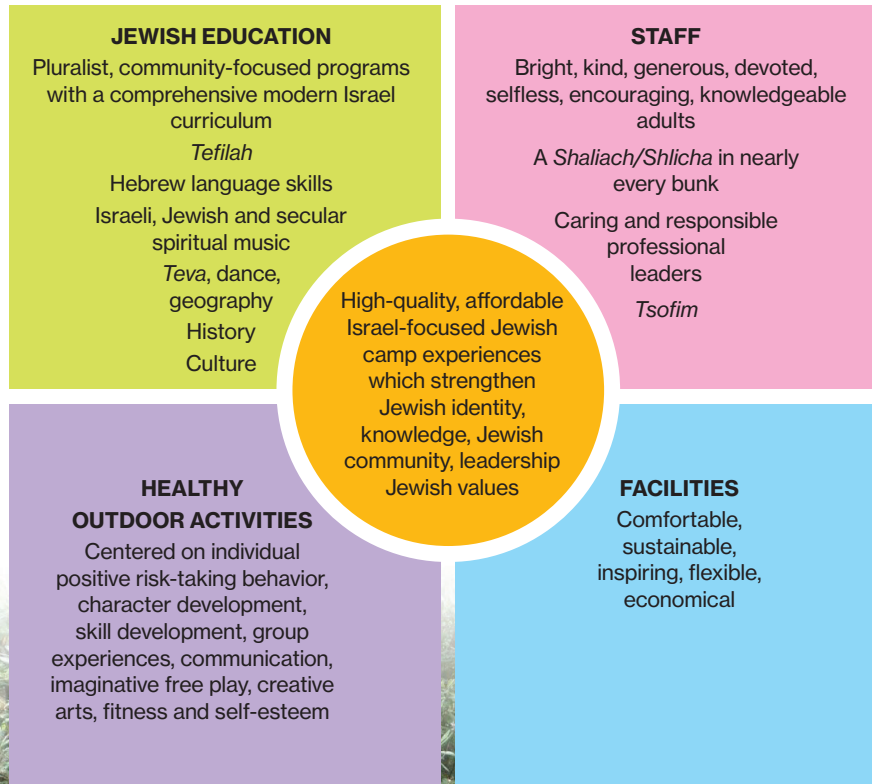 JEWISH EDUCATION
Pluralist, community-focused programs
with a comprehensive modern Israel
curriculum
Tefilah
Hebrew language skills
Israeli, Jewish and secular
spiritual music
Teva, dance,
geography
History
Culture
STAFF
Bright, kind, generous, devoted,
selfless, encouraging, knowledgeable
adults
A Shaliach/Shlicha in nearly
every bunk
Caring and responsible
professional
leaders
Tsofim
High-quality, affordable
Israel-focused Jewish
camp experiences
which strengthen
Jewish identity,
knowledge, Jewish
community, leadership
Jewish values
HEALTHY
OUTDOOR ACTIVITIES
Centered on individual
positive risk-taking behavior,
character development,
skill development, group
experiences, communication,
imaginative free play, creative
arts, fitness and self-esteem
FACILITIES
Comfortable,
sustainable,
inspiring, flexible,
economical